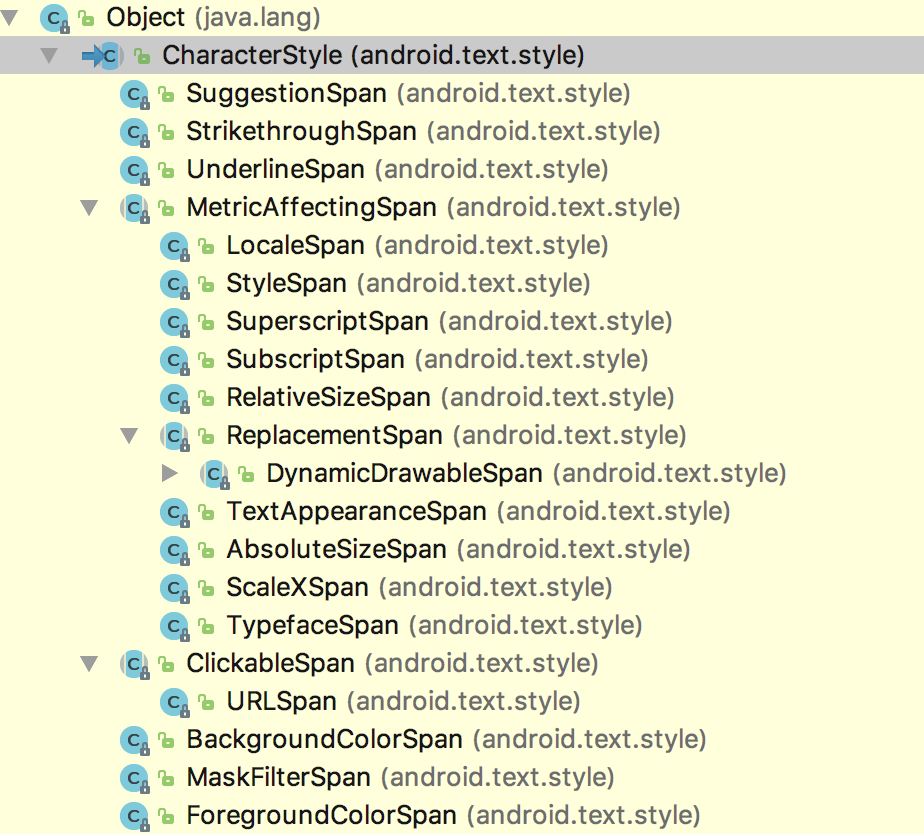 Object (java.lang)
CharacterStyle (android.text.style)
SuggestionSpan (android.text.style)
StrikethroughSpan (android.text.style)
UnderlineSpan (android.text.style)
MetricAffectingSpan (android.text.style)
LocaleSpan (android.text.style)
StyleSpan (android.text.style)
SuperscriptSpan (android.text.style)
SubscriptSpan (android.text.style)
RelativeSizeSpan (android.text.style)
ReplacementSpan (android.text.style)
DynamicDrawableSpan (android.text.style)
TextAppearanceSpan (android.text.style)
AbsoluteSizeSpan (android.text.style)
ScaleXSpan (android.text.style)
TypefaceSpan (android.text.style)
ClickableSpan (android.text.style)
URLSpan (android.text.style)
BackgroundColorSpan (android.text.style)
MaskFilterSpan (android.text.style)
ForegroundColorSpan (android.text.style)